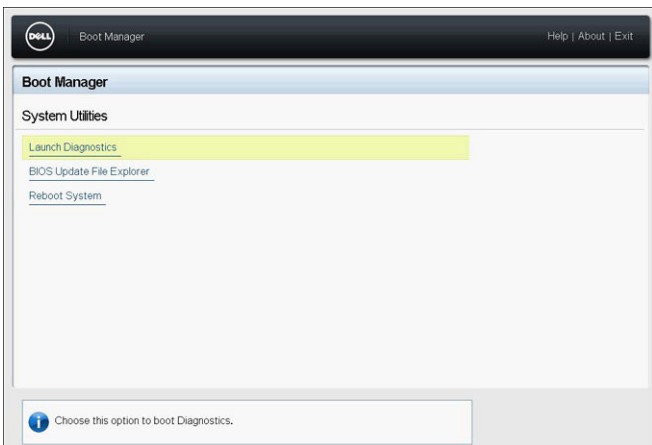 DELL
Boot Manager
Help | About | Exit
Boot Manager
System Utilities
Launch Diagnostics
BIOS Update File Explorer
Reboot System
Choose this option to boot Diagnostics.